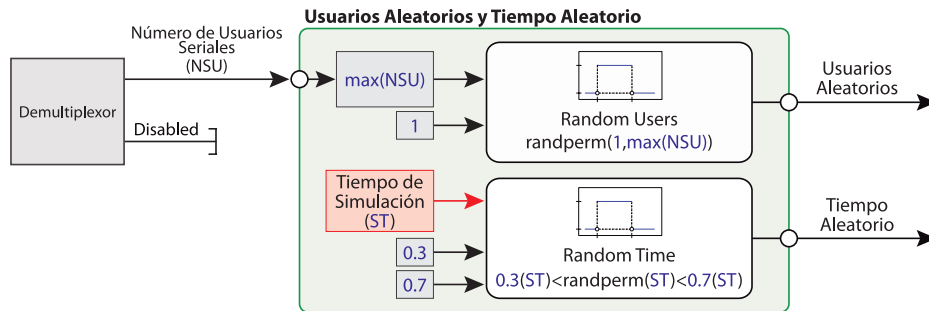 Usuarios Aleatorios y Tiempo Aleatorio
Número de Usuarios
Seriales
(NSU)
Demultiplexor
Disabled
max(NSU)
1
Random Users
randperm(1,max(NSU))
Usuarios
Aleatorios
Tiempo de
Simulación
(ST)
0.3
0.7
Random Time
0.3(ST)<randperm(ST)<0.7(ST)
Tiempo
Aleatorio